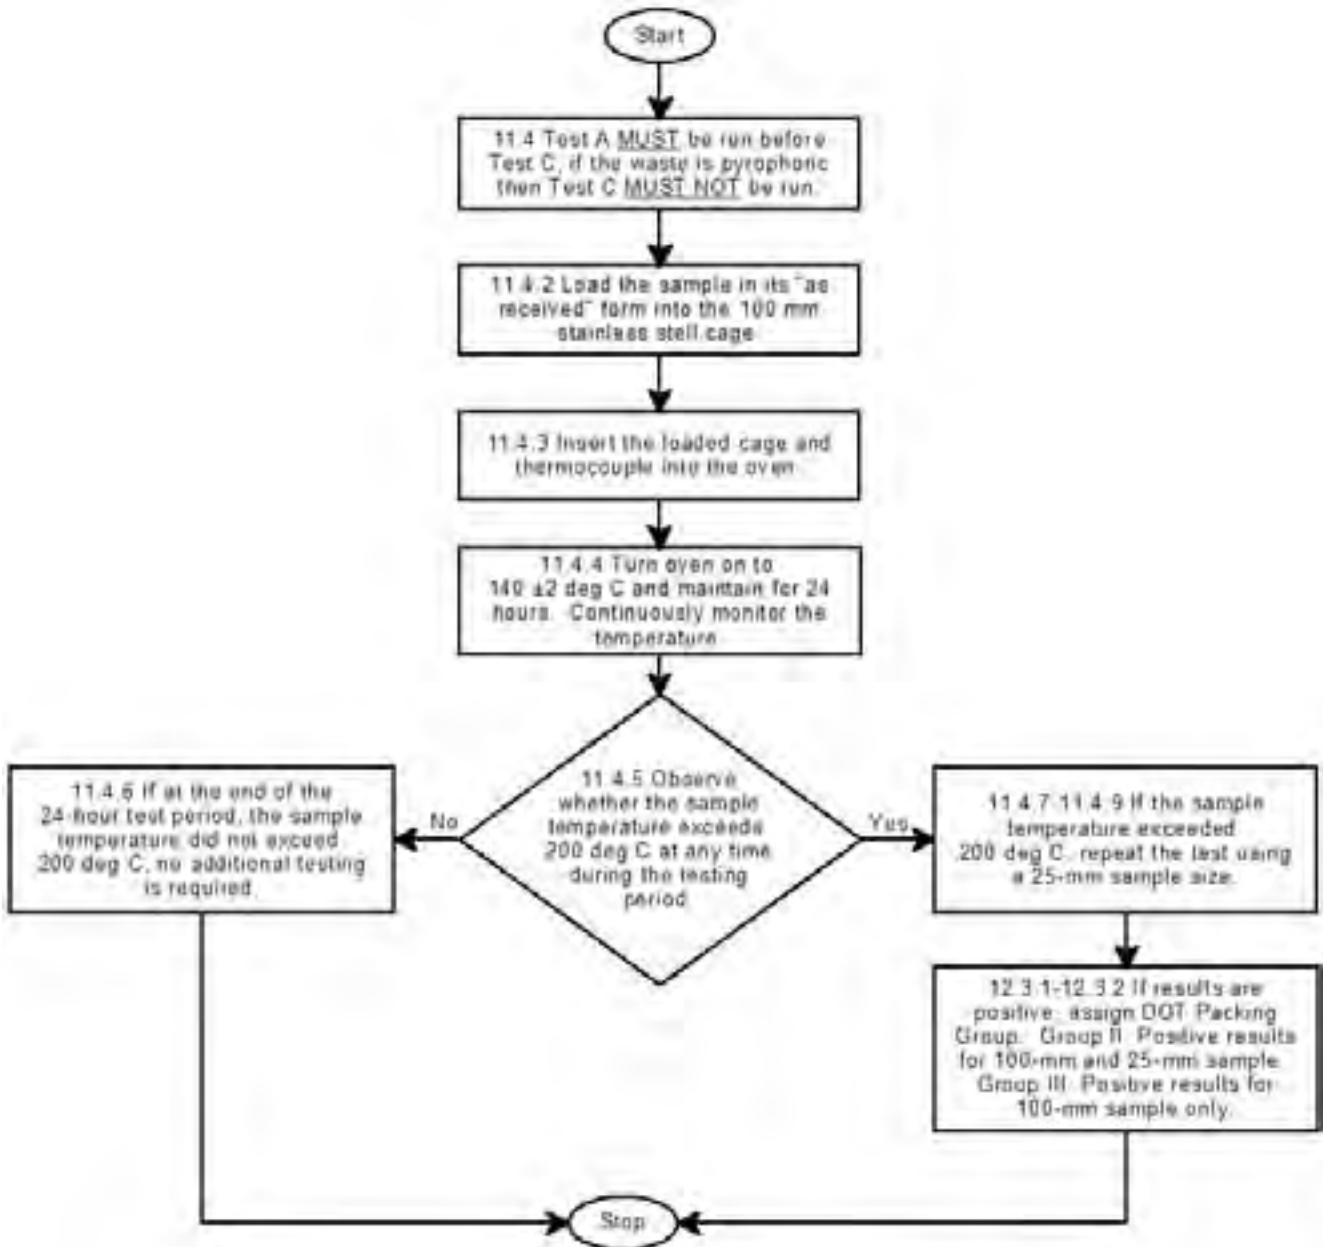 Start
11.4 Test A MUST be run before
Test C, if the waste is pyrophoric
then Test C MUST NOT be run.
11.4.2 Load the sample in its "as
received" form into the 100 mm
stainless stell cage
11.4.3 Insert the loaded cage and
thermocouple into the oven
11.4.4 Turn oven on to
140 ±2 deg C and maintain for 24
hours. Continuously monitor the
temperature
11.4.5 Observe
whether the sample
temperature exceeds
200 deg C at any time
during the testing
period
No
Yes
11.4.6 If at the end of the
24-hour test period, the sample
temperature did not exceed
200 deg C, no additional testing
is required.
11.4.7-11.4.9 If the sample
temperature exceeded
200 deg C, repeat the test using
a 25-mm sample size.
12.3.1-12.3.2 If results are
positive, assign DOT Packing
Group. Group II Positive results
for 100-mm and 25-mm sample
Group III Positive results for
100-mm sample only.
Stop